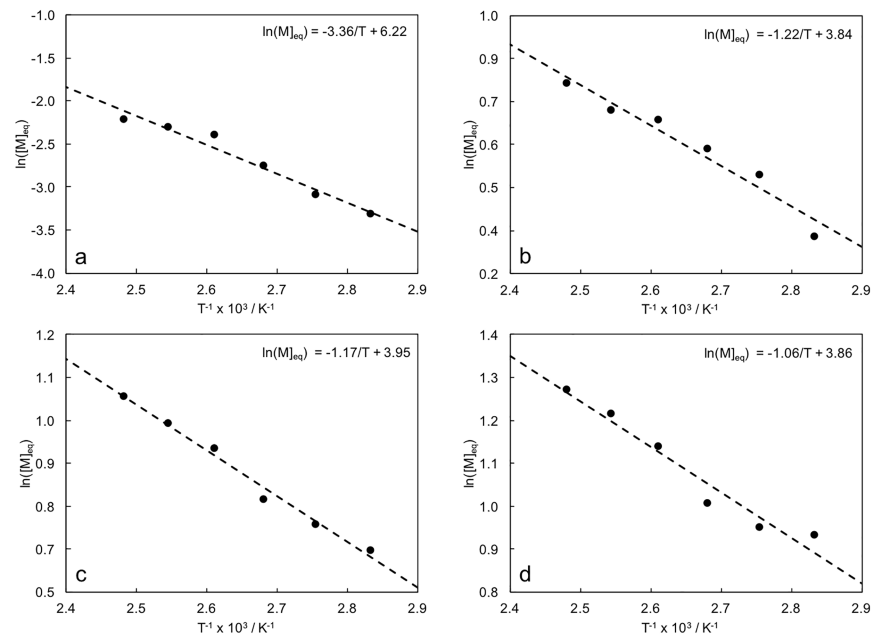 ln(M]eq) = -3.36/T + 6.22
-1.0
-1.5
-2.0
-2.5
-3.0
-3.5
-4.0
ln([M]eq)
a
2.4 2.5 2.6 2.7 2.8 2.9
T-1 x 103 / K-1
ln(M]eq) = -1.22/T + 3.84
1.0
0.9
0.7
0.6
0.5
0.4
0.2
ln([M]eq)
b
2.4 2.5 2.6 2.7 2.8 2.9
T-1 x 103 / K-1
ln(M]eq) = -1.17/T + 3.95
1.2
1.1
1.0
0.9
0.8
0.7
0.5
ln([M]eq)
c
2.4 2.5 2.6 2.7 2.8 2.9
T-1 x 103 / K-1
ln(M]eq) = -1.06/T + 3.86
1.4
1.3
1.2
1.1
1.0
0.9
0.8
ln([M]eq)
d
2.4 2.5 2.6 2.7 2.8 2.9
T-1 x 103 / K-1